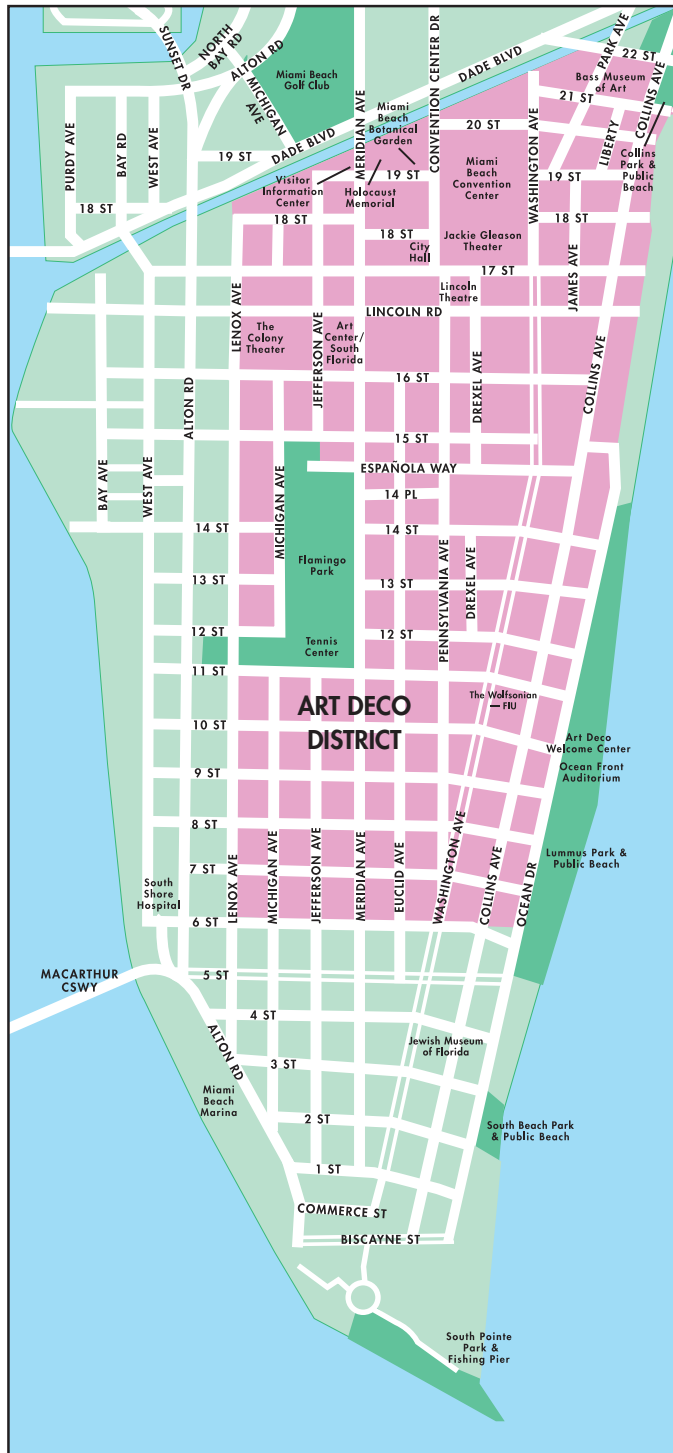 SUNSET DR
NORTH
BAY RD
ALTON RD
MICHIGAN
AVE
Miami Beach
Golf Club
MERIDIAN AVE
CONVENTION CENTER DR
DADE BLVD
PARK AVE
22 ST
COLLINS AVE
Bass Museum
of Art
21 ST
LIBERTY
PURDY AVE
BAY RD
WEST AVE
19 ST
DADE BLVD
Miami
Beach
Botanical
Garden
20 ST
WASHINGTON AVE
Collins
Park &
Public
Beach
Visitor
Information
Center
Holocaust
Memorial
19 ST
Miami
Beach
Convention
Center
19 ST
18 ST
18 ST
18 ST
City
Hall
Jackie Gleason
Theater
18 ST
JAMES AVE
17 ST
LENOX AVE
Lincoln
Theatre
LINCOLN RD
The
Colony
Theater
JEFFERSON AVE
Art
Center/
South
Florida
DREXEL AVE
COLLINS AVE
ALTON RD
16 ST
15 ST
ESPAÑOLA WAY
BAY AVE
WEST AVE
MICHIGAN AVE
14 PL
14 ST
14 ST
Flamingo
Park
PENNSYLVANIA AVE
DREXEL AVE
13 ST
13 ST
12 ST
Tennis
Center
12 ST
11 ST
ART DECO
DISTRICT
The Wolfsonian
— FIU
10 ST
Art Deco
Welcome Center
Ocean Front
Auditorium
9 ST
8 ST
LENOX AVE
MICHIGAN AVE
JEFFERSON AVE
MERIDIAN AVE
EUCLID AVE
WASHINGTON AVE
COLLINS AVE
OCEAN DR
Lummus Park &
Public Beach
7 ST
South
Shore
Hospital
6 ST
MACARTHUR
CSWY
5 ST
4 ST
ALTON RD
Jewish Museum
of Florida
3 ST
Miami
Beach
Marina
2 ST
South Beach Park
& Public Beach
1 ST
COMMERCE ST
BISCAYNE ST
South Pointe
Park &
Fishing Pier